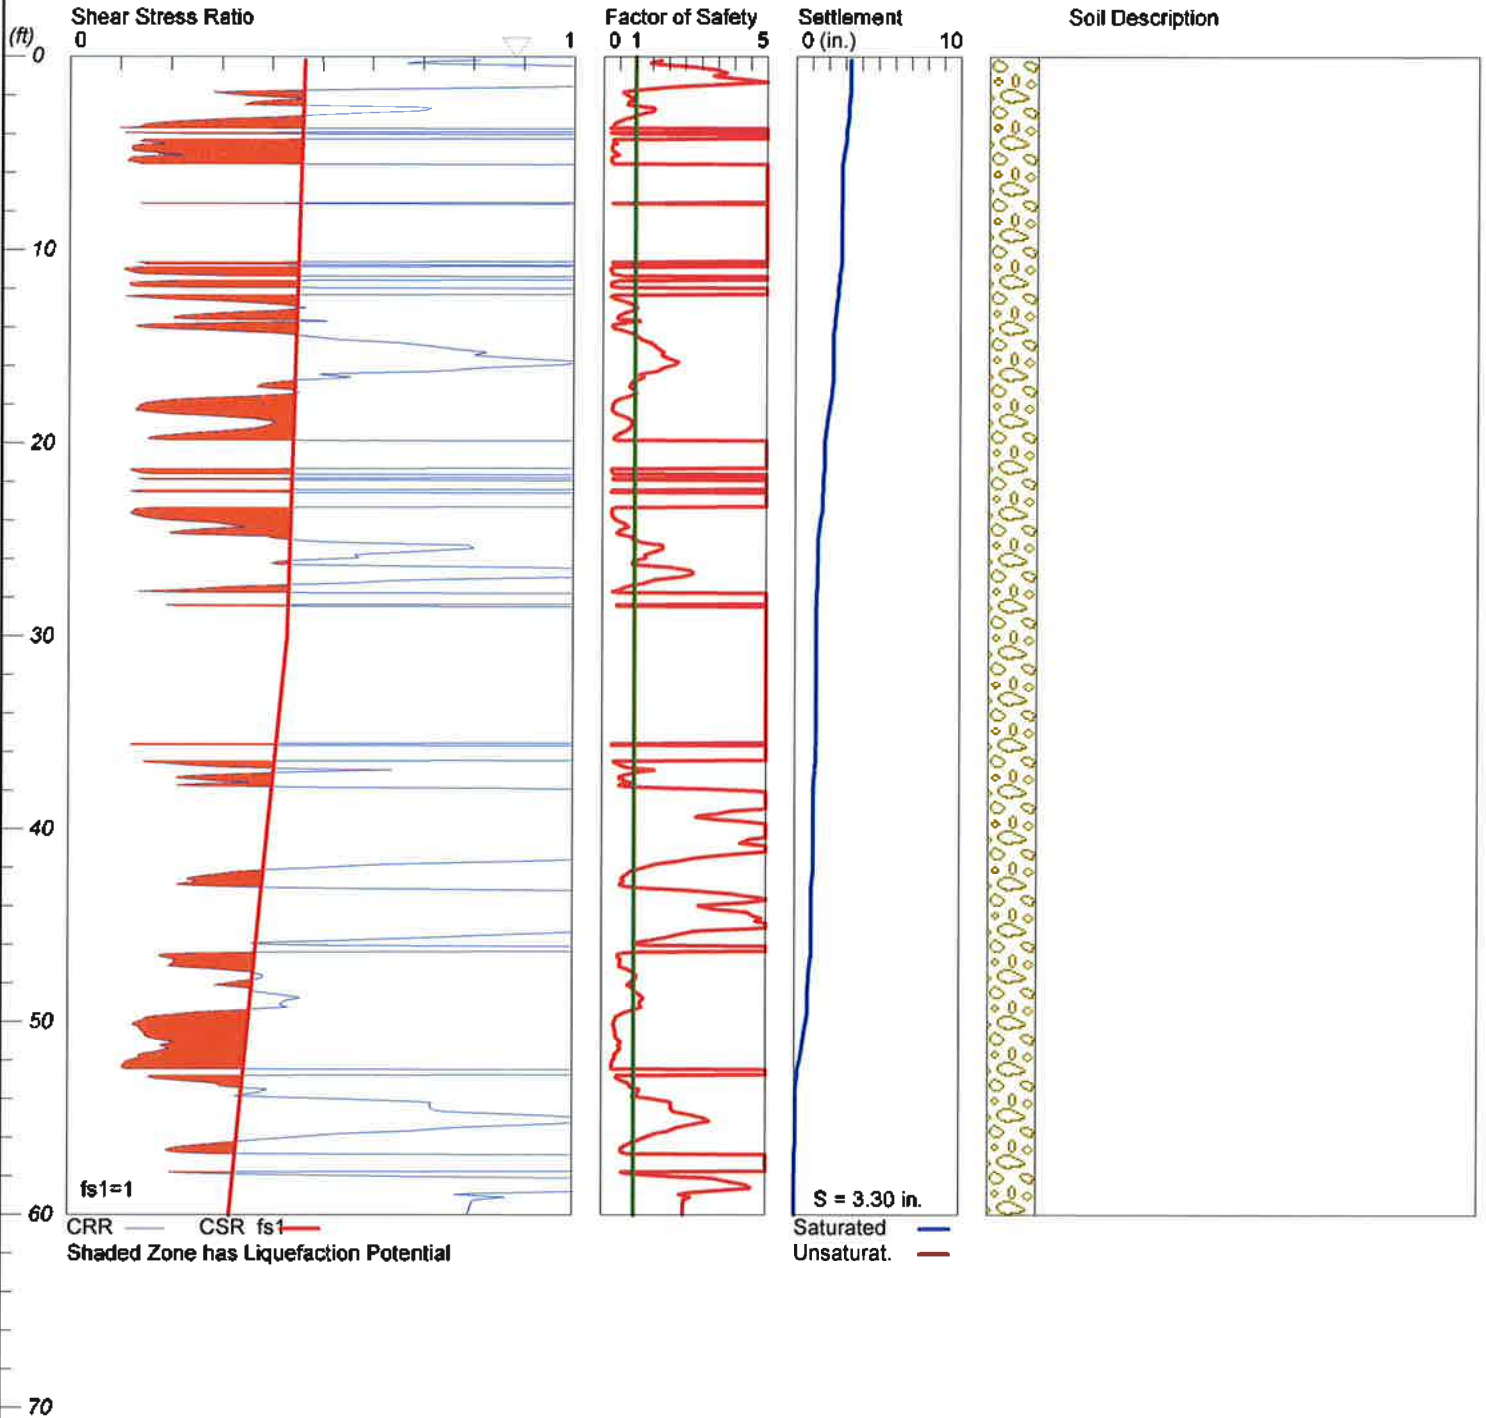 Shear Stress Ratio Factor of Safety Settlement Soil Description
(ft) 0 1 0 1 5 0 (in.) 10
0
10
20
30
40
50
fs1=1 S = 3.30 in.
60
CRR CSR fs1 Saturated
Shaded Zone has Liquefaction Potential Unsaturat.
70